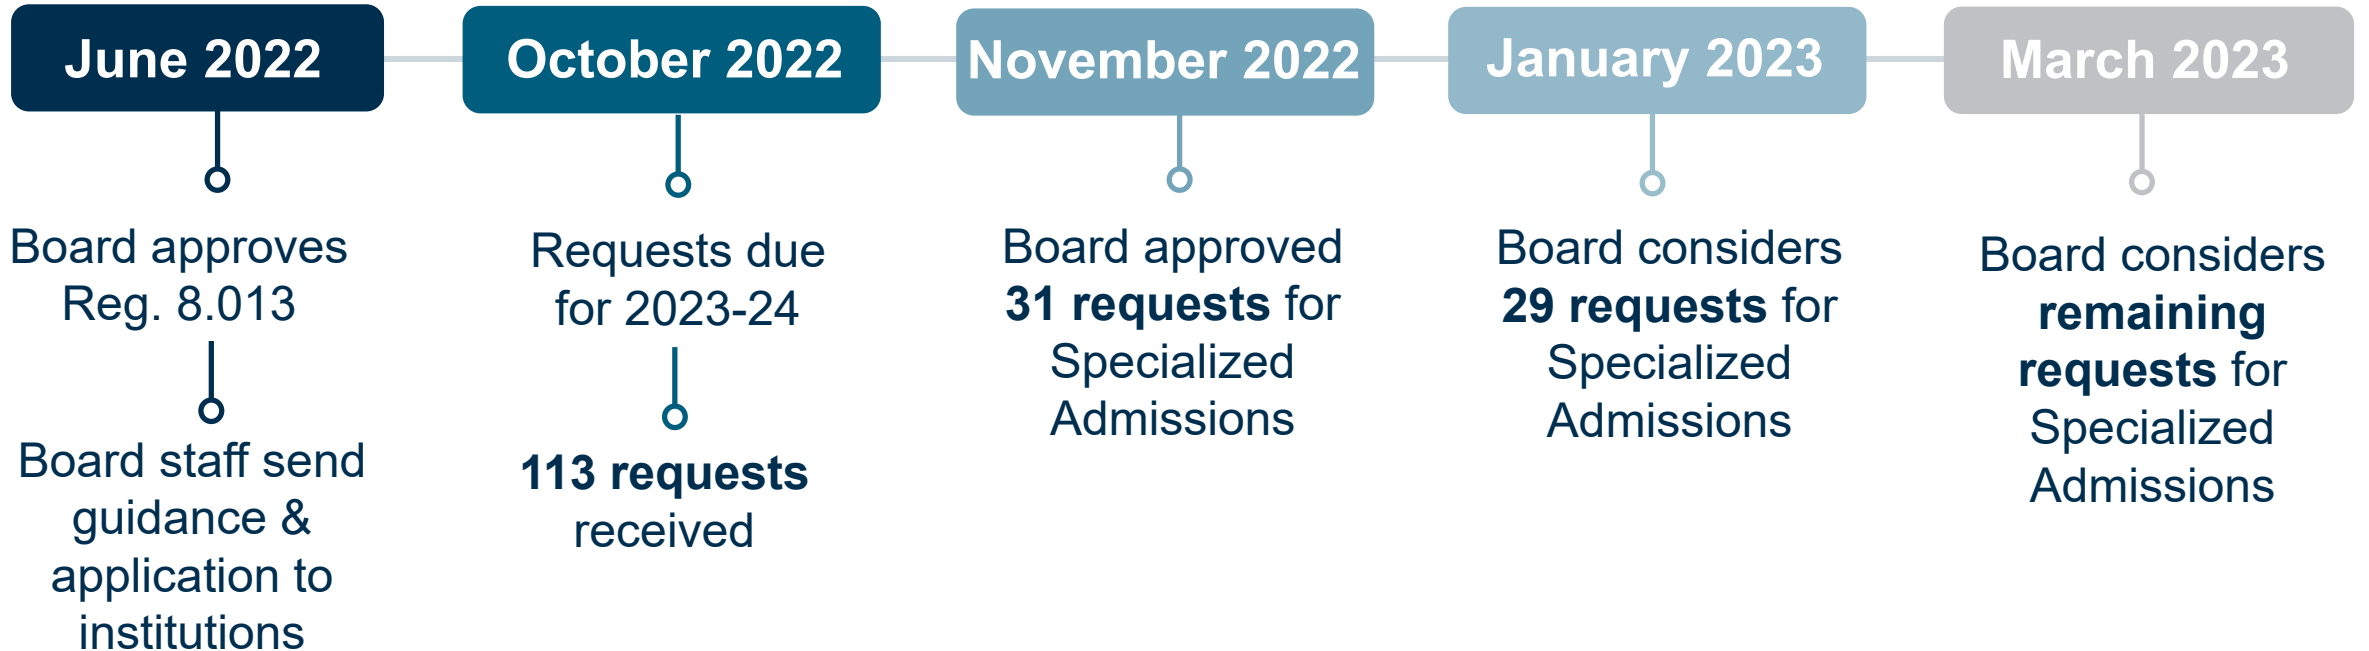 June 2022
Board approves
Reg. 8.013
Board staff send
guidance &
application to
institutions
October 2022
Requests due
for 2023-24
113 requests
received
November 2022
Board approved
31 requests for
Specialized
Admissions
January 2023
Board considers
29 requests for
Specialized
Admissions
March 2023
Board considers
remaining
requests for
Specialized
Admissions